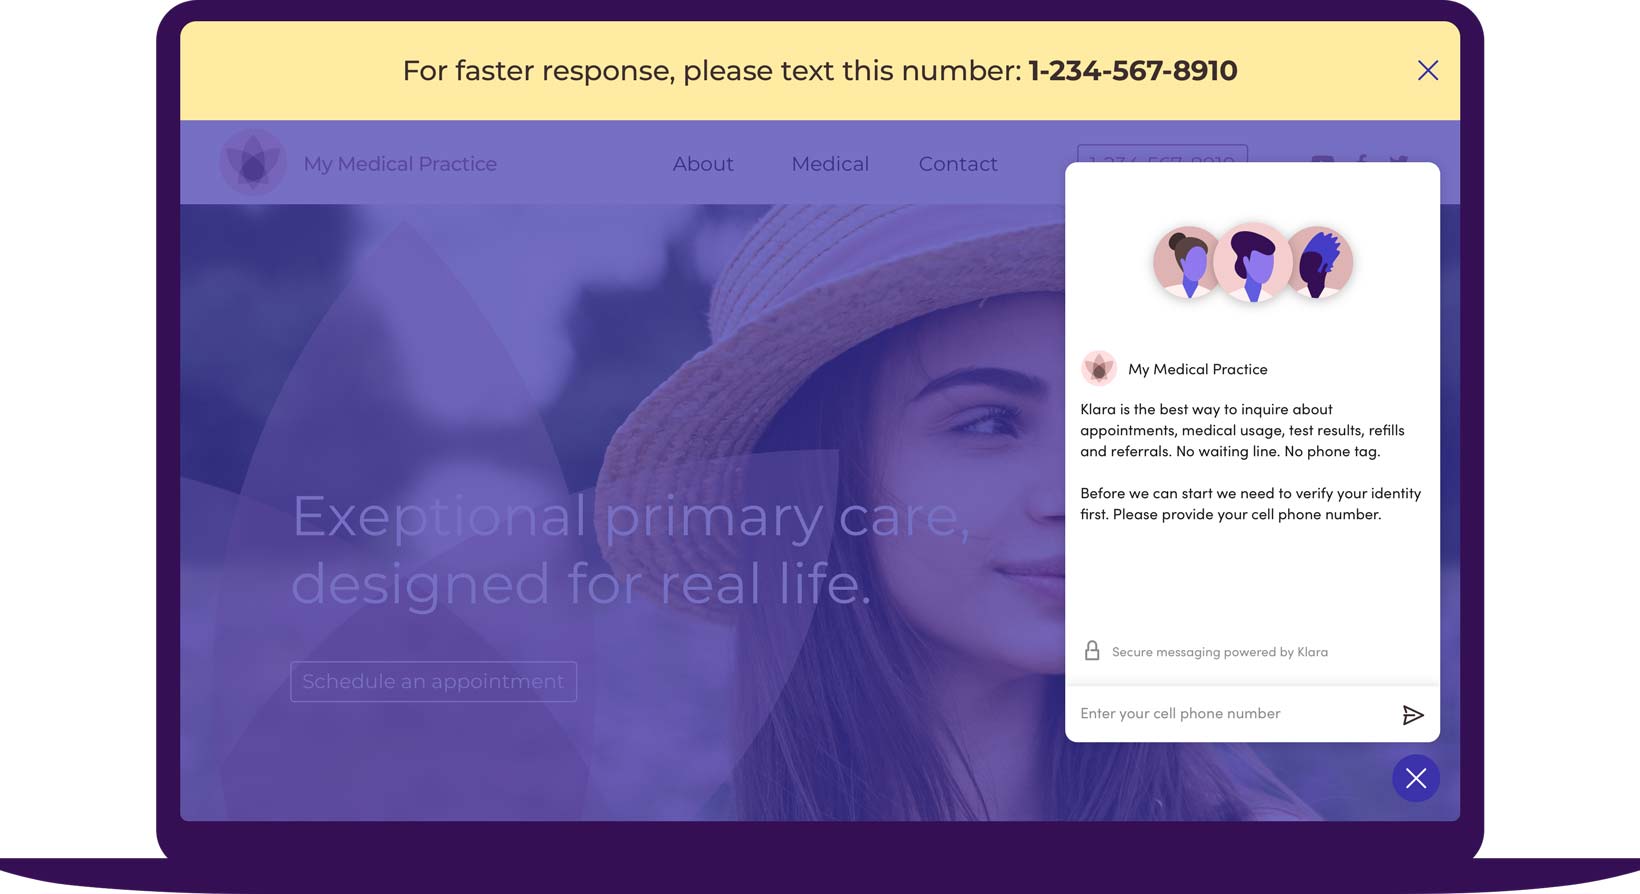 For faster response, please text this number: 1-234-567-8910
My Medical Practice
About
Medical
Contact
1-234-567-8910
My Medical Practice
Klara is the best way to inquire about
appointments, medical usage, test results, refills
and referrals. No waiting line. No phone tag.
Before we can start we need to verify your identity
first. Please provide your cell phone number.
Exeptional primary care,
designed for real life.
Schedule an appointment
Secure messaging powered by Klara
Enter your cell phone number